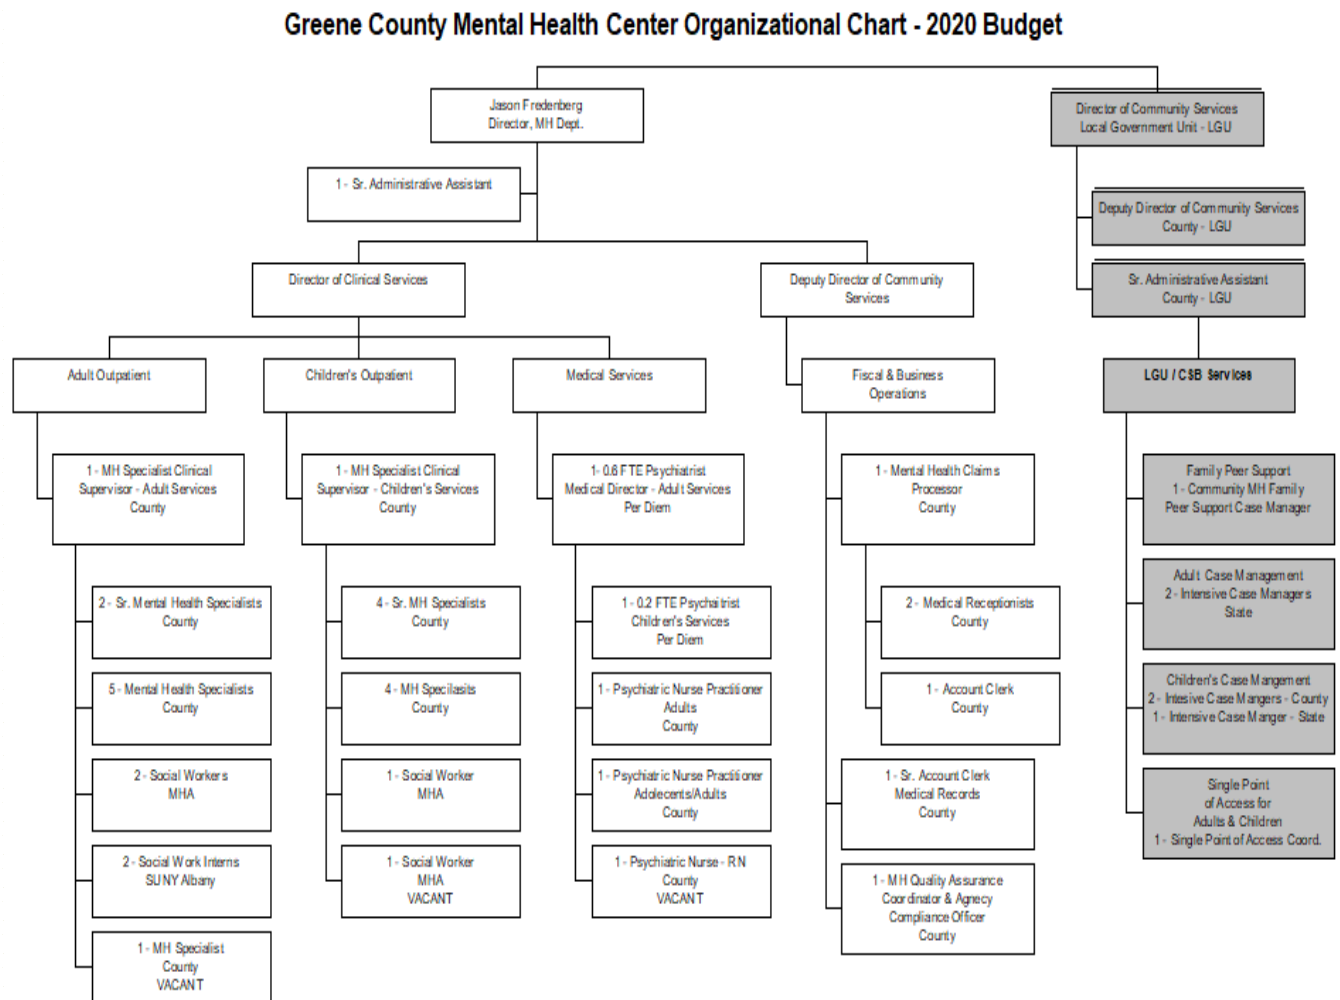 Greene County Mental Health Center Organizational Chart - 2020 Budget
Jason Fredenberg
Director, MH Dept.
Director of Community Services
Local Government Unit - LGU
1 - Sr. Administrative Assistant
Deputy Director of Community Services
County - LGU
Sr. Administrative Assistant
County - LGU
Director of Clinical Services
Deputy Director of Community
Services
Adult Outpatient
Children's Outpatient
Medical Services
Fiscal & Business
Operations
LGU / CSB Services
1 - MH Specialist Clinical
Supervisor - Adult Services
County
2 - Sr. Mental Health Specialists
County
5 - Mental Health Specialists
County
2 - Social Workers
MHA
2 - Social Work Interns
SUNY Albany
1 - MH Specialist
County
VACANT
1 - MH Specialist Clinical
Supervisor - Children's Services
County
4 - Sr. MH Specialists
County
4 - MH Specilasits
County
1 - Social Worker
MHA
1 - Social Worker
MHA
VACANT
1- 0.6 FTE Psychiatrist
Medical Director - Adult Services
Per Diem
1 - 0.2 FTE Psychaitrist
Children's Services
Per Diem
1 - Psychiatric Nurse Practitioner
Adults
County
1 - Psychiatric Nurse Practitioner
Adolecents/Adults
County
1 - Psychiatric Nurse - RN
County
VACANT
1 - Mental Health Claims
Processor
County
2 - Medical Receptionists
County
1 - Account Clerk
County
1 - Sr. Account Clerk
Medical Records
County
1 - MH Quality Assurance
Coordinator & Agnecy
Compliance Officer
County
Family Peer Support
1 - Community MH Family
Peer Support Case Manager
Adult Case Management
2 - Intensive Case Managers
State
Children's Case Mangement
2 - Intesive Case Mangers - County
1 - Intensive Case Manger - State
Single Point
of Access for
Adults & Children
1 - Single Point of Access Coord.